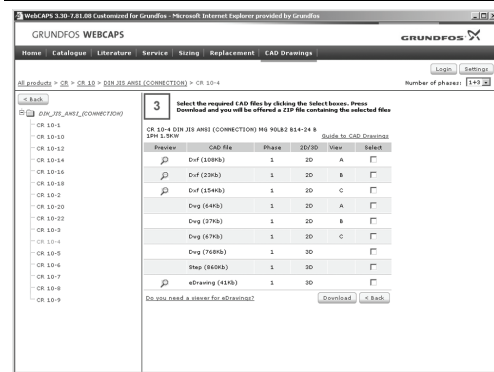 WebCAPS 3.30-7.81.08 Customized for Grundfos - Microsoft Internet Explorer provided by Grundfos
GRUNDFOS WEBCAPS
GRUNDFOS
Home Catalogue Literature Service Sizing Replacement CAD Drawings
Login Settings
All products > CR > CR 10 > DIN JIS ANSI (CONNECTION) > CR 10-4
Number of phases: 1+3
< Back
DIN_JIS_ANSI_(CONNECTION)
CR 10-1
CR 10-10
CR 10-12
CR 10-14
CR 10-16
CR 10-18
CR 10-2
CR 10-20
CR 10-22
CR 10-3
CR 10-4
CR 10-5
CR 10-6
CR 10-7
CR 10-8
CR 10-9
3
Select the required CAD files by clicking the Select boxes. Press
Download and you will be offered a ZIP file containing the selected files
CR 10-4 DIN JIS ANSI (CONNECTION) MG 90LB2 B14-24 B
1PH 1.5KW
Guide to CAD Drawings
Preview CAD file Phase 2D/3D View Select
Dxf (108Kb) 1 2D A
Dxf (23Kb) 1 2D B
Dxf (154Kb) 1 2D C
Dwg (64Kb) 1 2D A
Dwg (37Kb) 1 2D B
Dwg (67Kb) 1 2D C
Dwg (768Kb) 1 3D
Step (860Kb) 1 3D
eDrawing (41Kb) 1 3D
Do you need a viewer for eDrawings?
Download < Back